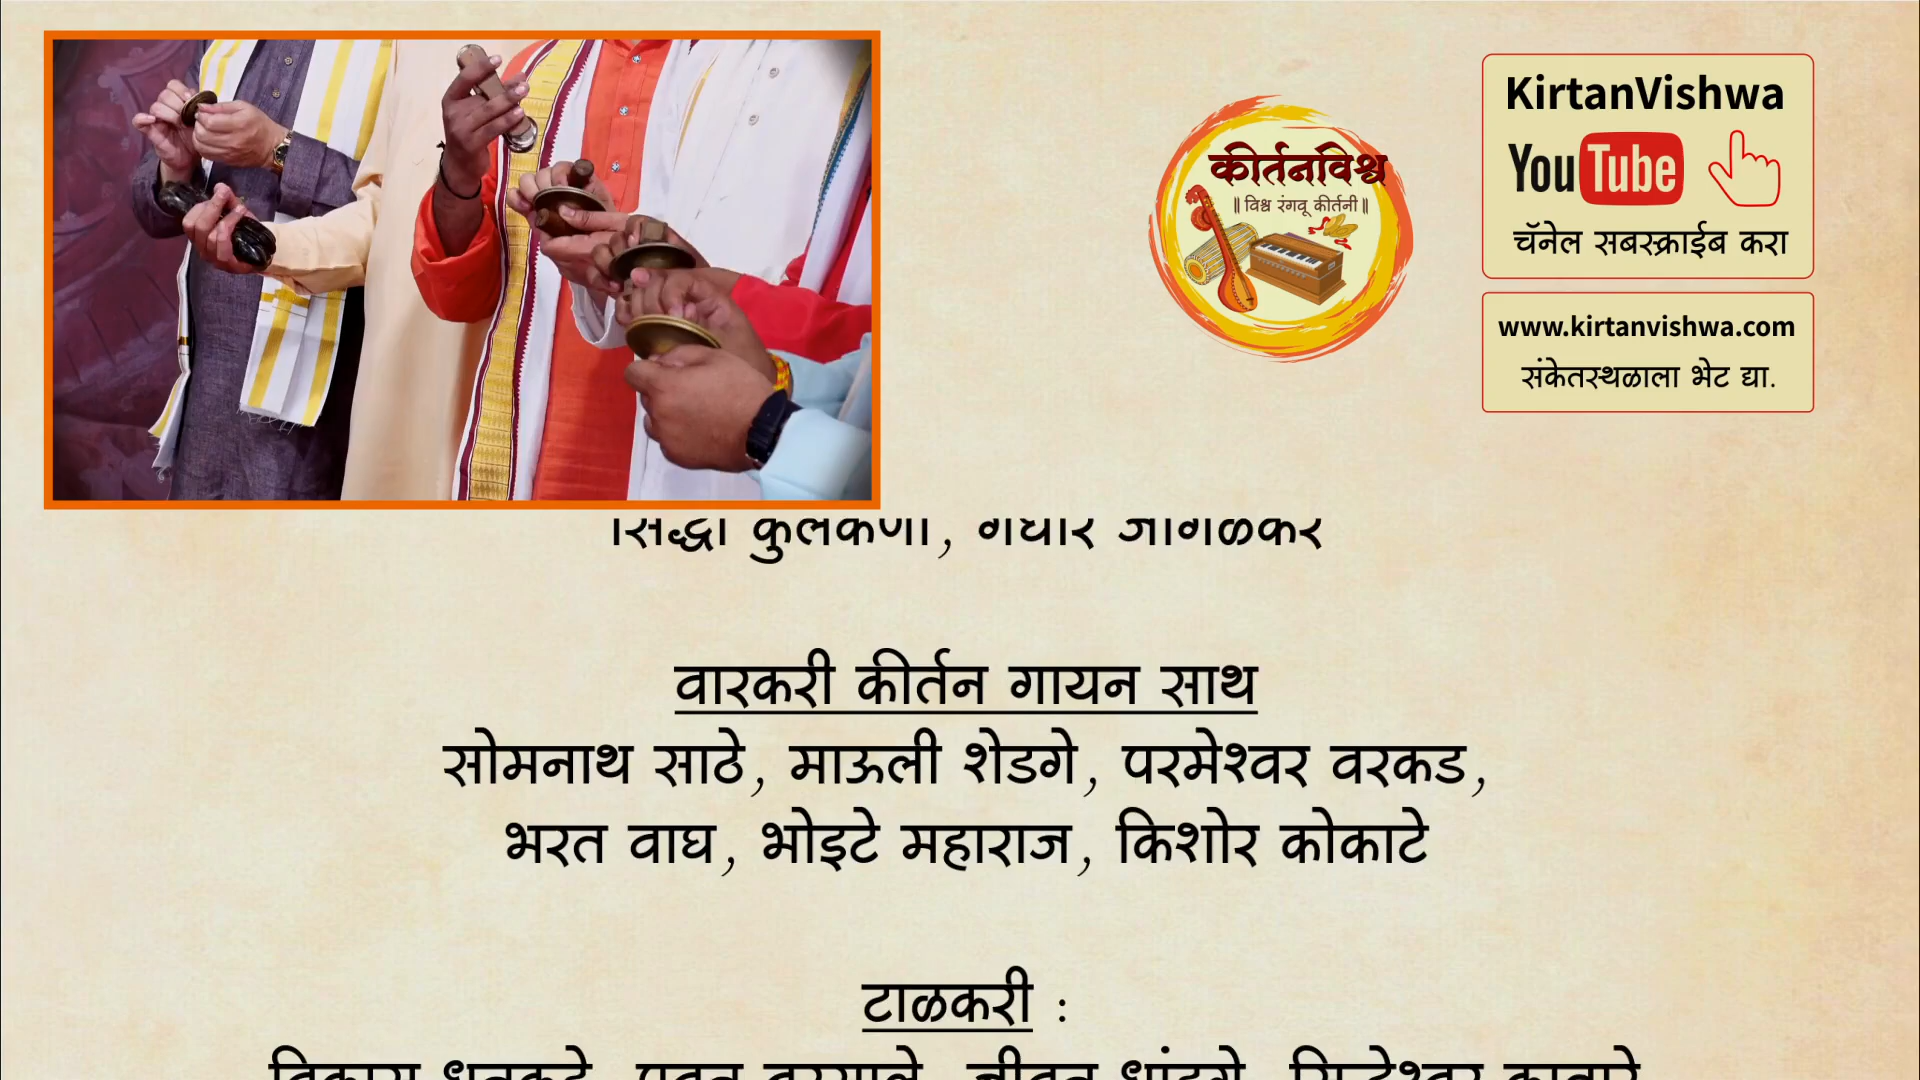 कीर्तनविश्व
॥ विश्व रंगवू कीर्तनी ॥
KirtanVishwa
YouTube
चॅनेल सबस्क्राईब करा
www.kirtanvishwa.com
संकेतस्थळाला भेट द्या.
कुलकर्णी,
वारकरी कीर्तन गायन साथ
सोमनाथ साठे, माऊली शेडगे, परमेश्वर वरकड,
भरत वाघ, भोइटे महाराज, किशोर कोकाटे
टाळकरी :